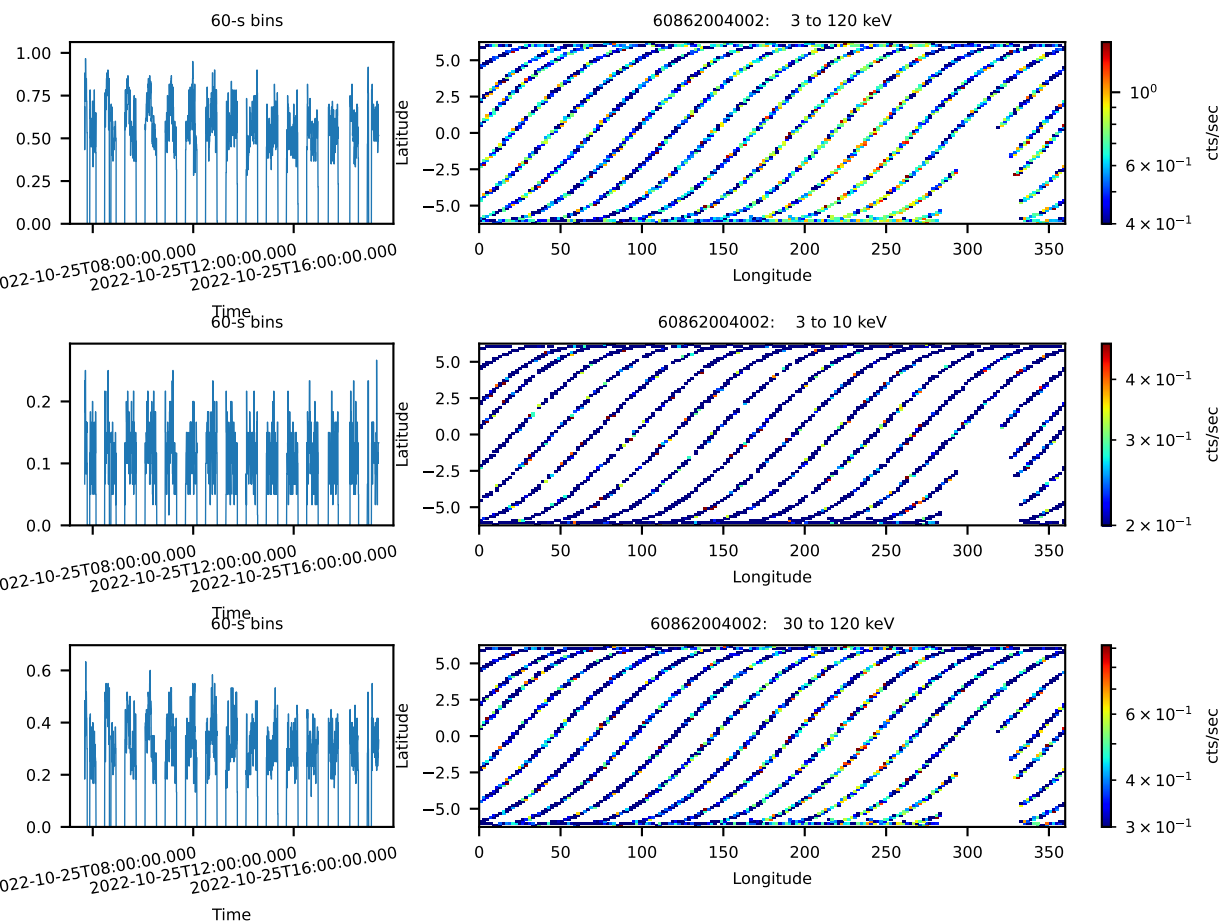 60-s bins
1.00
0.75
0.50
0.25
0.00
022-10-25T08:00:00.000
2022-10-25T12:00:00.000
2022-10-25T16:00:00.000
Time
60862004002: 3 to 120 keV
Latitude
5.0
2.5
0.0
−2.5
−5.0
0 50 100 150 200 250 300 350
Longitude
10^0
6 × 10^−1
4 × 10^−1
cts/sec
60-s bins
0.2
0.1
0.0
022-10-25T08:00:00.000
2022-10-25T12:00:00.000
2022-10-25T16:00:00.000
Time
60862004002: 3 to 10 keV
Latitude
5.0
2.5
0.0
−2.5
−5.0
0 50 100 150 200 250 300 350
Longitude
4 × 10^−1
3 × 10^−1
2 × 10^−1
cts/sec
60-s bins
0.6
0.4
0.2
0.0
022-10-25T08:00:00.000
2022-10-25T12:00:00.000
2022-10-25T16:00:00.000
Time
60862004002: 30 to 120 keV
Latitude
5.0
2.5
0.0
−2.5
−5.0
0 50 100 150 200 250 300 350
Longitude
6 × 10^−1
4 × 10^−1
3 × 10^−1
cts/sec